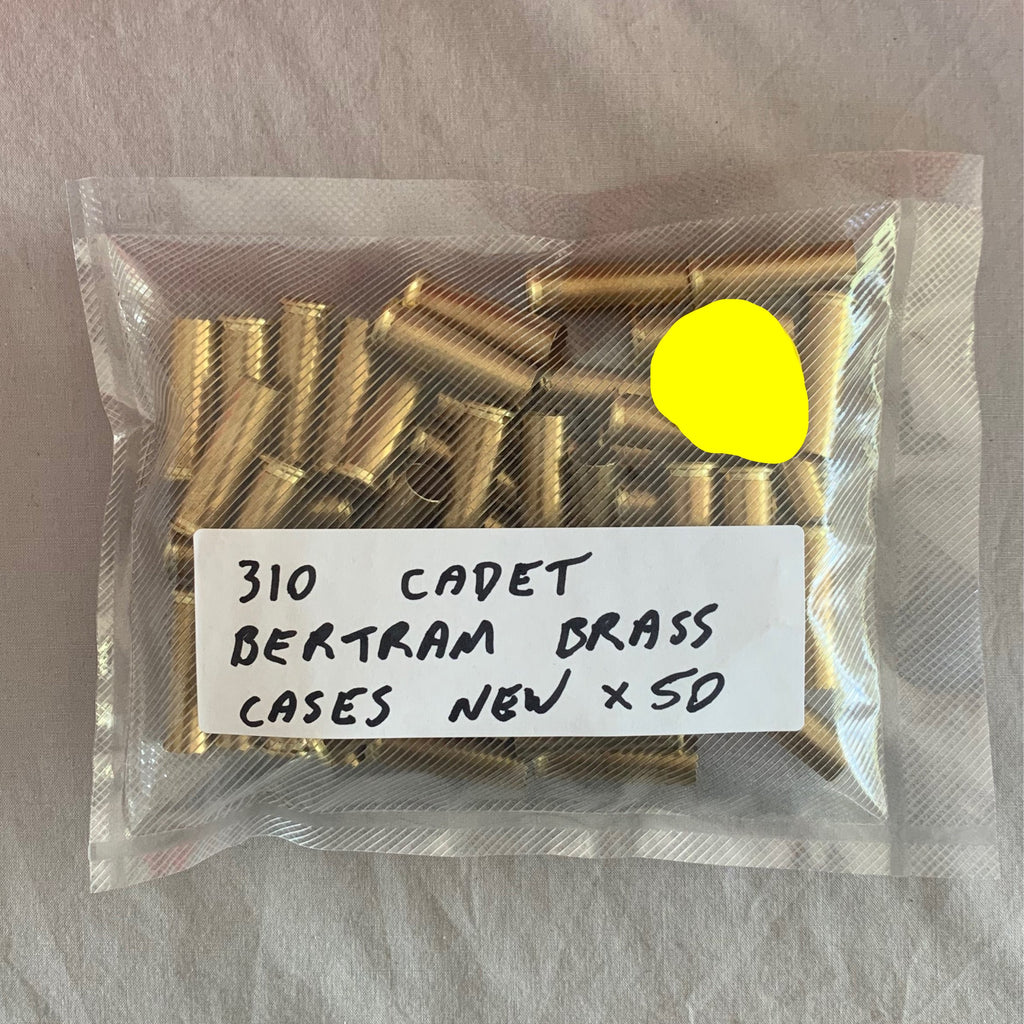 310 CADET
BERTRAM BRASS
CASES NEW x 50